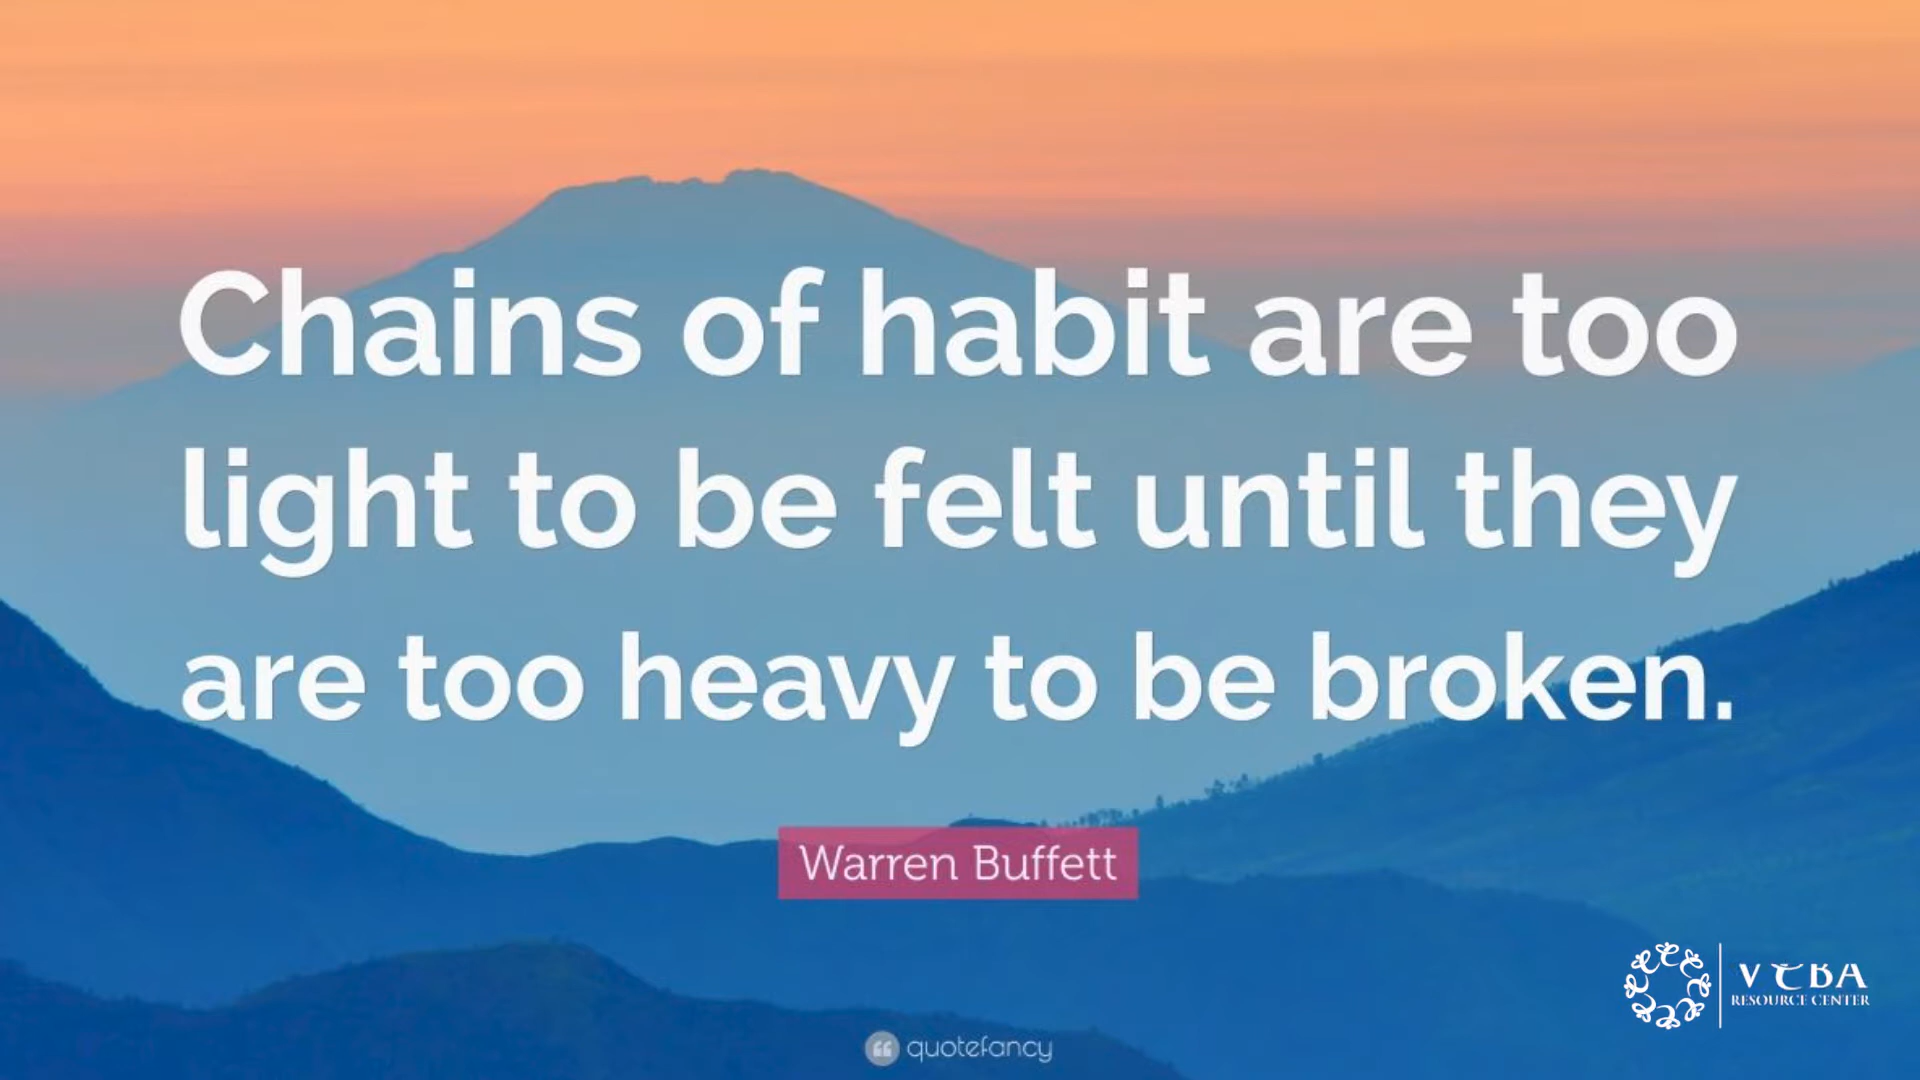 Chains of habit are too
light to be felt until they
are too heavy to be broken.
Warren Buffett
VEBA
RESOURCE CENTER
quotefancy